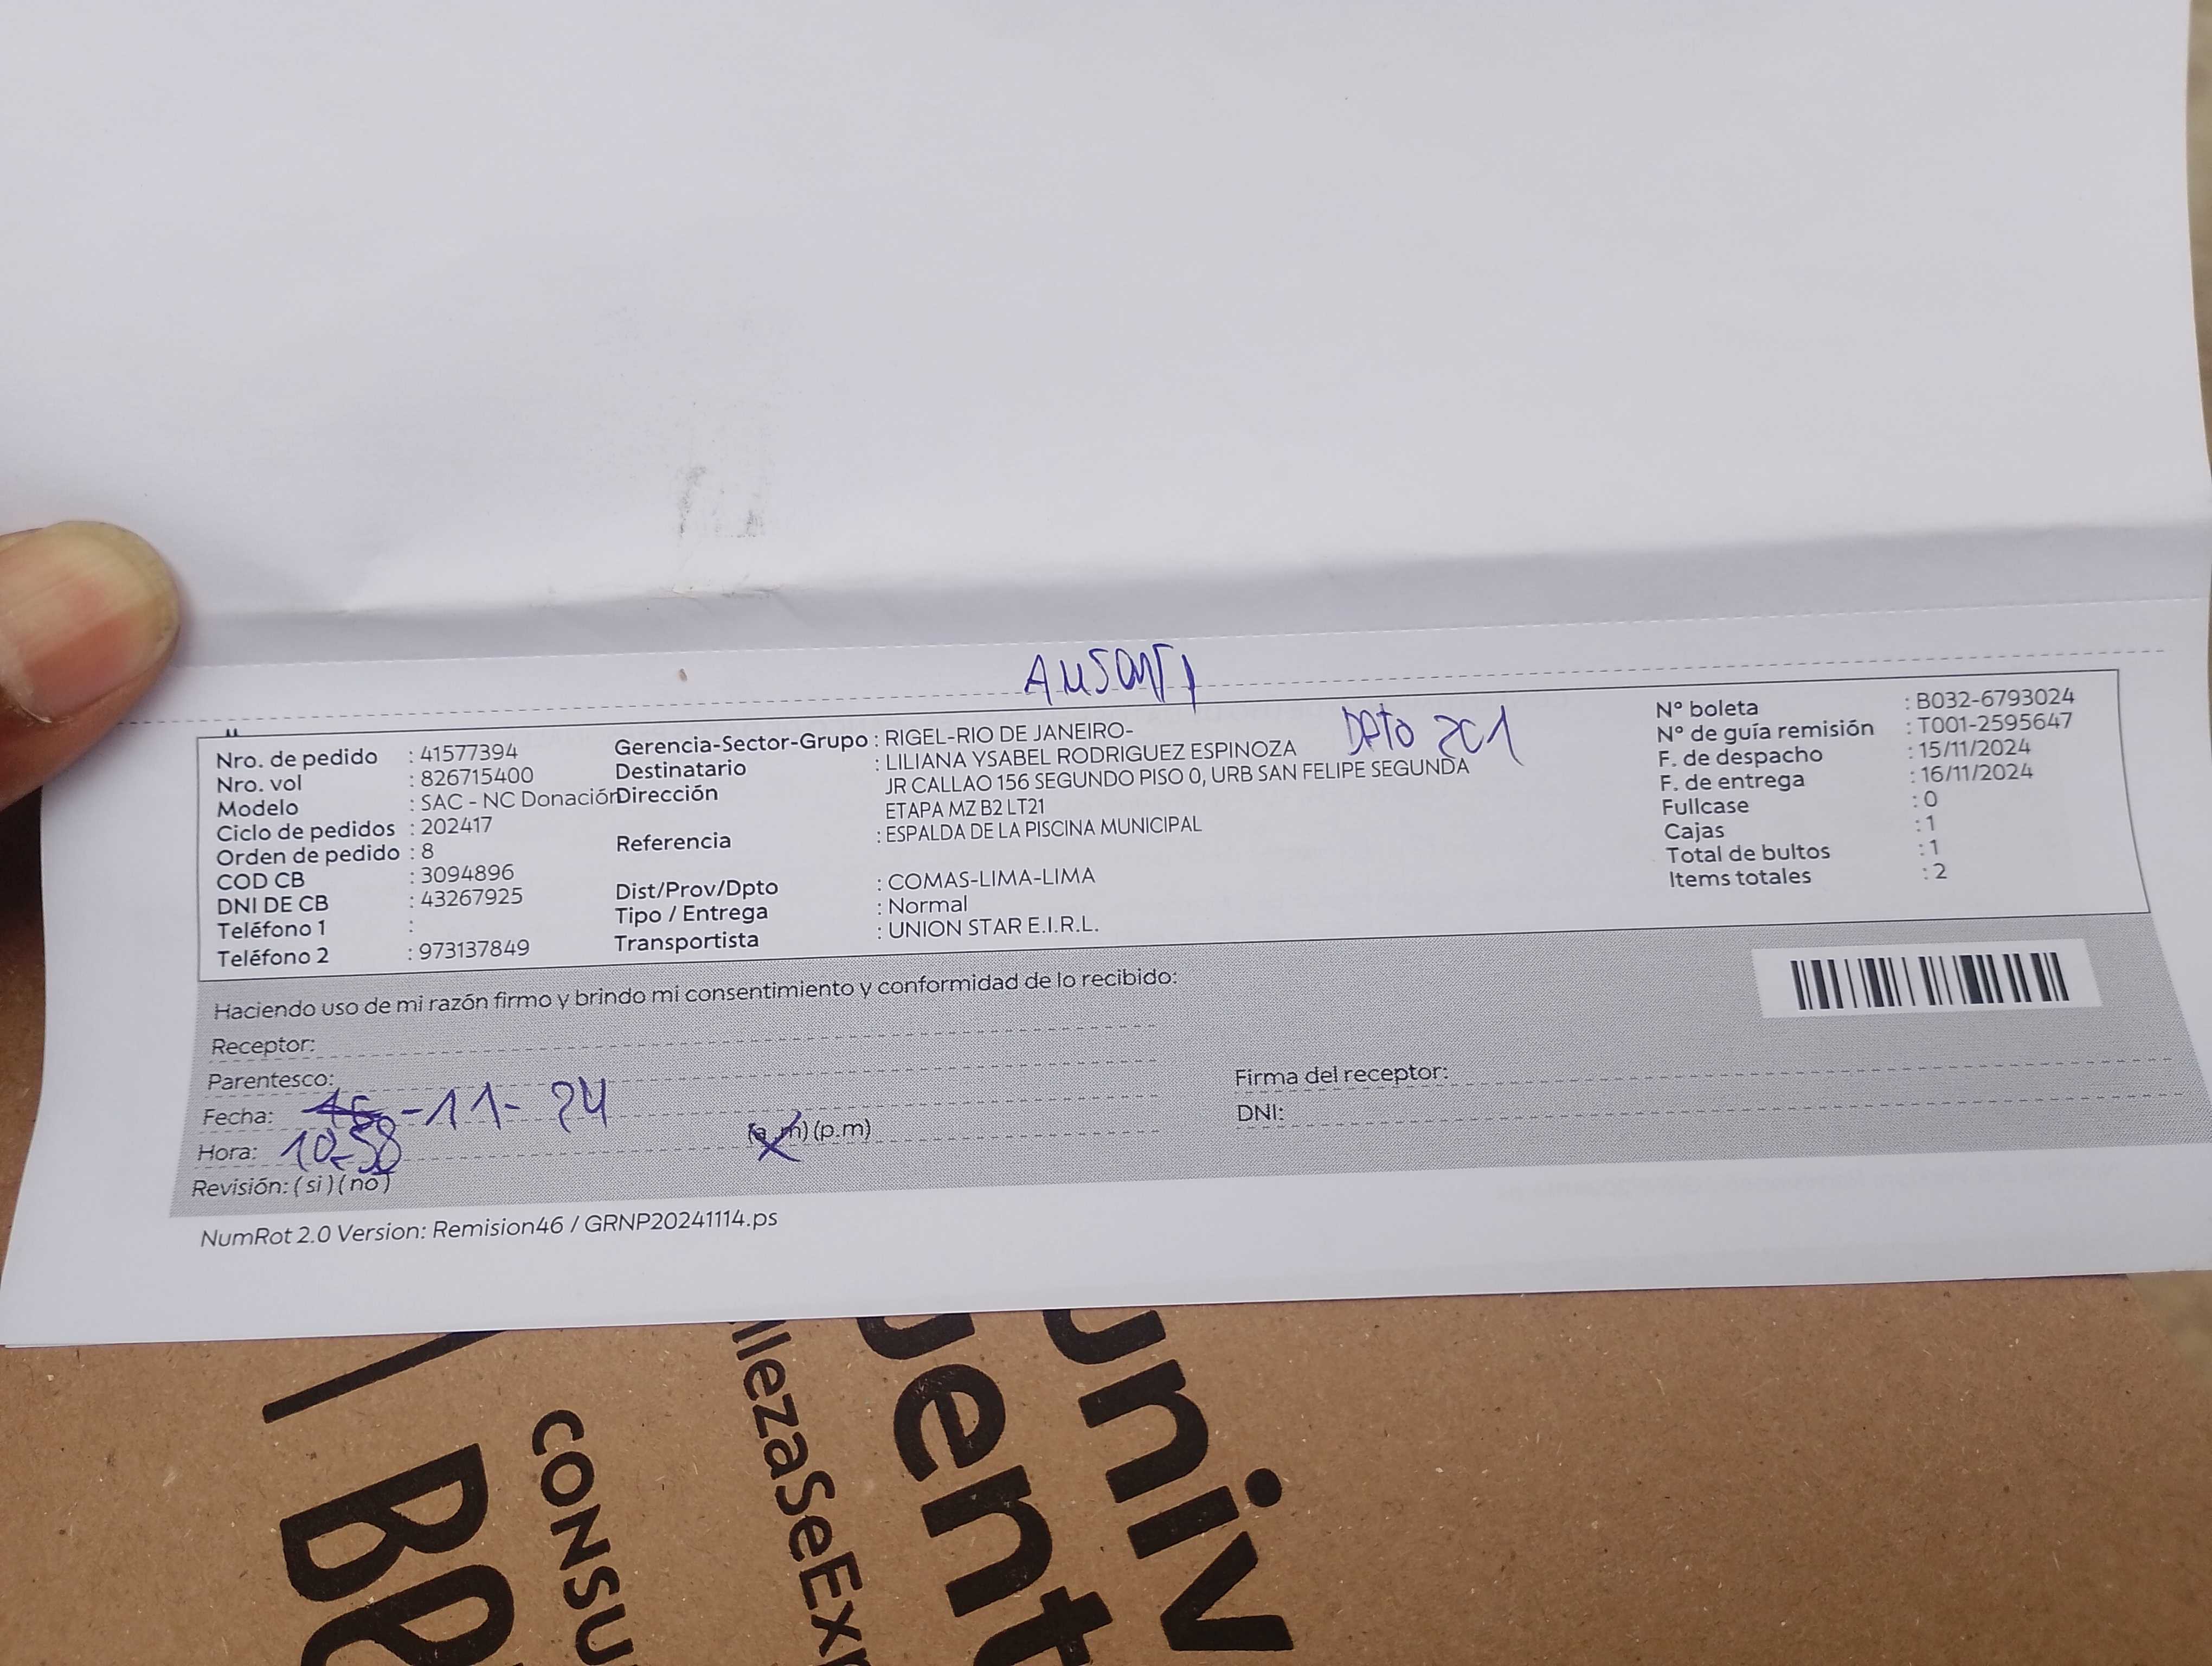 AUSENT
Nro. de pedido : 41577394
Nro. vol : 826715400
Modelo : SAC - NC Donación
Ciclo de pedidos : 202417
Orden de pedido : 8
COD CB : 3094896
DNI DE CB : 43267925
Teléfono 1 :
Teléfono 2 : 973137849
Gerencia-Sector-Grupo : RIGEL-RIO DE JANEIRO-
Destinatario : LILIANA YSABEL RODRIGUEZ ESPINOZA
Dirección JR CALLAO 156 SEGUNDO PISO 0, URB SAN FELIPE SEGUNDA
ETAPA MZ B2 LT21
Referencia : ESPALDA DE LA PISCINA MUNICIPAL
Dist/Prov/Dpto : COMAS-LIMA-LIMA
Tipo / Entrega : Normal
Transportista : UNION STAR E.I.R.L.
DPTO 201
N° boleta : B032-6793024
N° de guía remisión : T001-2595647
F. de despacho : 15/11/2024
F. de entrega : 16/11/2024
Fullcase : 0
Cajas : 1
Total de bultos : 1
Items totales : 2
Haciendo uso de mi razón firmo y brindo mi consentimiento y conformidad de lo recibido:
Receptor:
Parentesco:
Fecha: -11-24
Hora: 10-58 (a.m)(p.m)
Revisión: (si)(no)
Firma del receptor:
DNI:
NumRot 2.0 Version: Remision46 / GRNP20241114.ps
CONSU
llezaSeExp
uent
univ